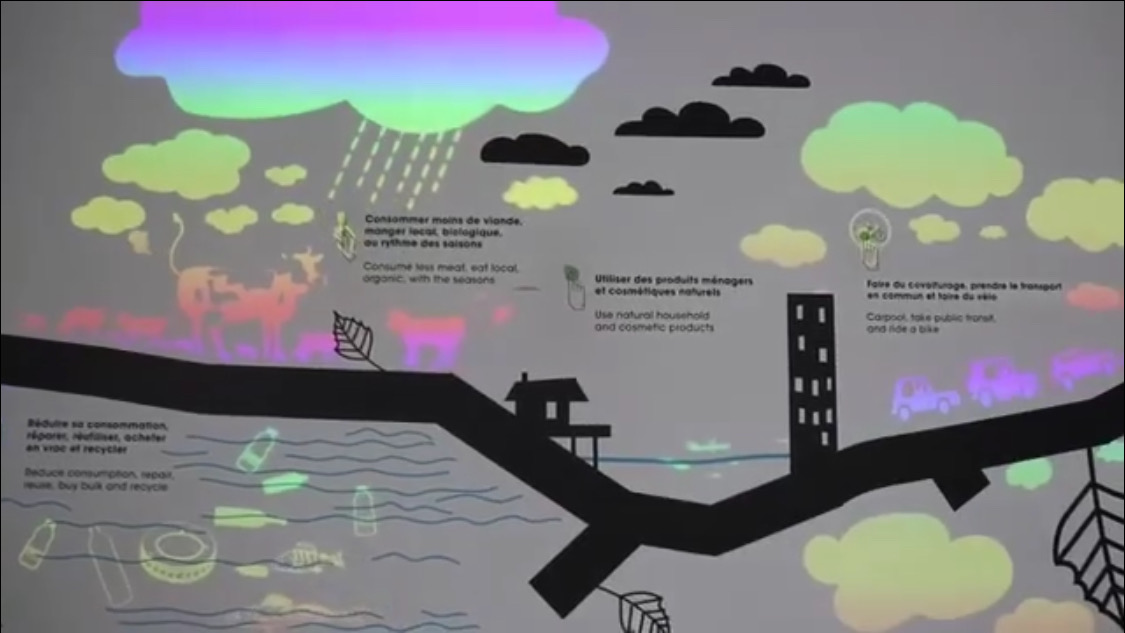 Consommer moins de viande,
manger local, biologique,
au rythme des saisons
Consume less meat, eat local,
organic, with the seasons
Utiliser des produits ménagers
et cosmétiques naturels
Use natural household
and cosmetic products
Faire du covoiturage, prendre le transport
en commun et faire du vélo
Carpool, take public transit,
and ride a bike
Réduire sa consommation,
réparer, réutiliser, acheter
en vrac et recycler
Reduce consumption, repair,
reuse, buy bulk and recycle